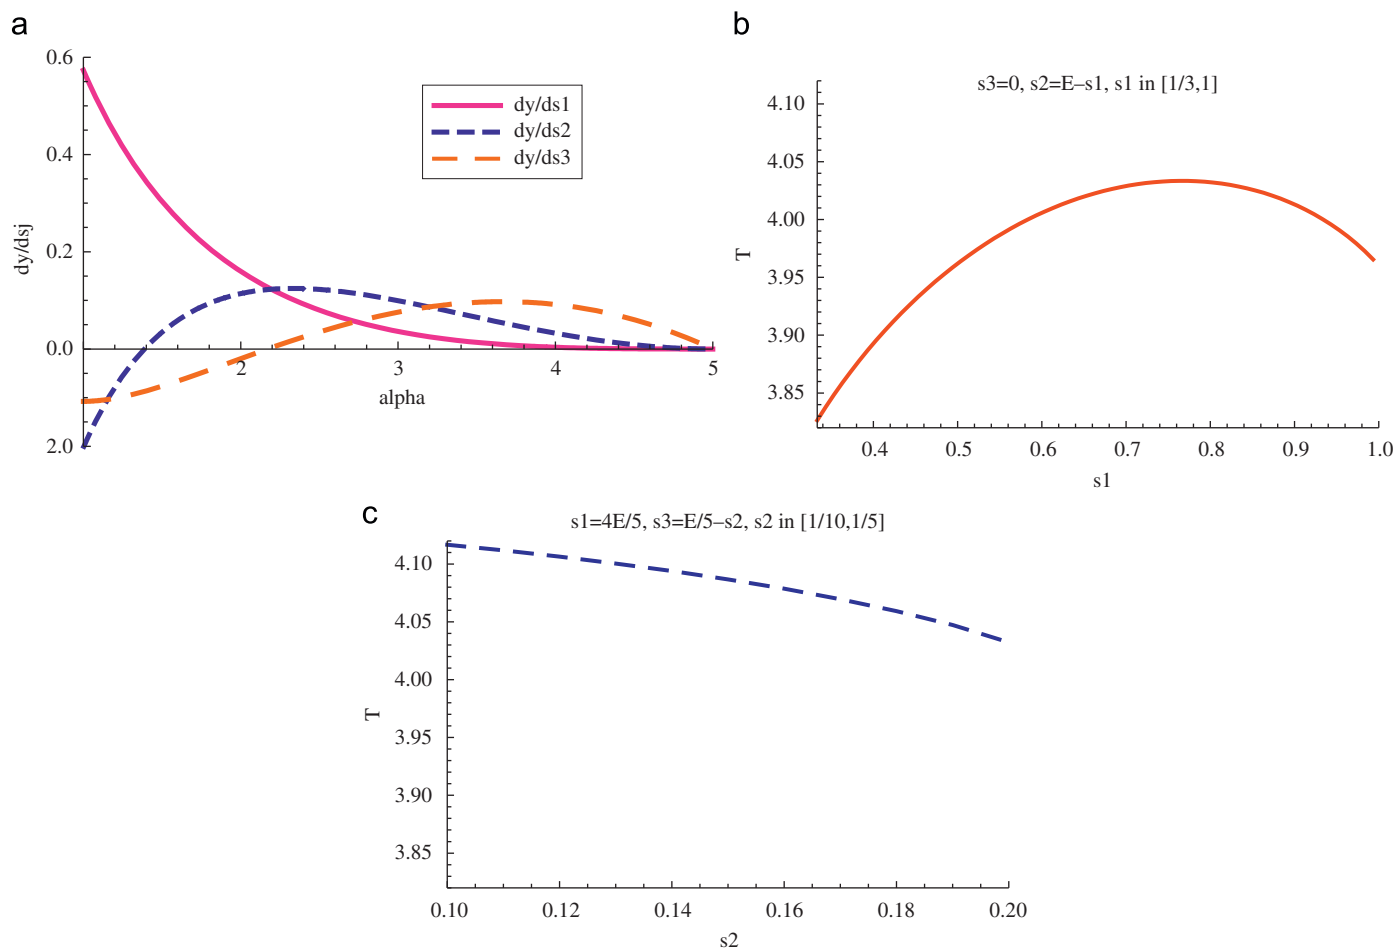 a
0.6
0.4
0.2
0.0
2.0
dy/dsj
2
3
4
5
alpha
dy/ds1
dy/ds2
dy/ds3
b
s3=0, s2=E–s1, s1 in [1/3,1]
4.10
4.05
4.00
3.95
3.90
3.85
T
0.4
0.5
0.6
0.7
0.8
0.9
1.0
s1
c
s1=4E/5, s3=E/5–s2, s2 in [1/10,1/5]
4.10
4.05
4.00
3.95
3.90
3.85
T
0.10
0.12
0.14
0.16
0.18
0.20
s2